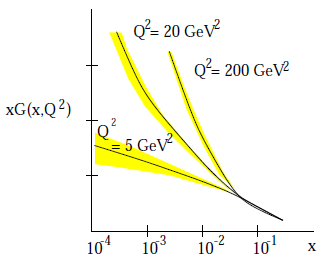 Q²= 20 GeV²
Q²= 200 GeV²
xG(x,Q²)
Q²= 5 GeV²
10⁻⁴ 10⁻³ 10⁻² 10⁻¹ x